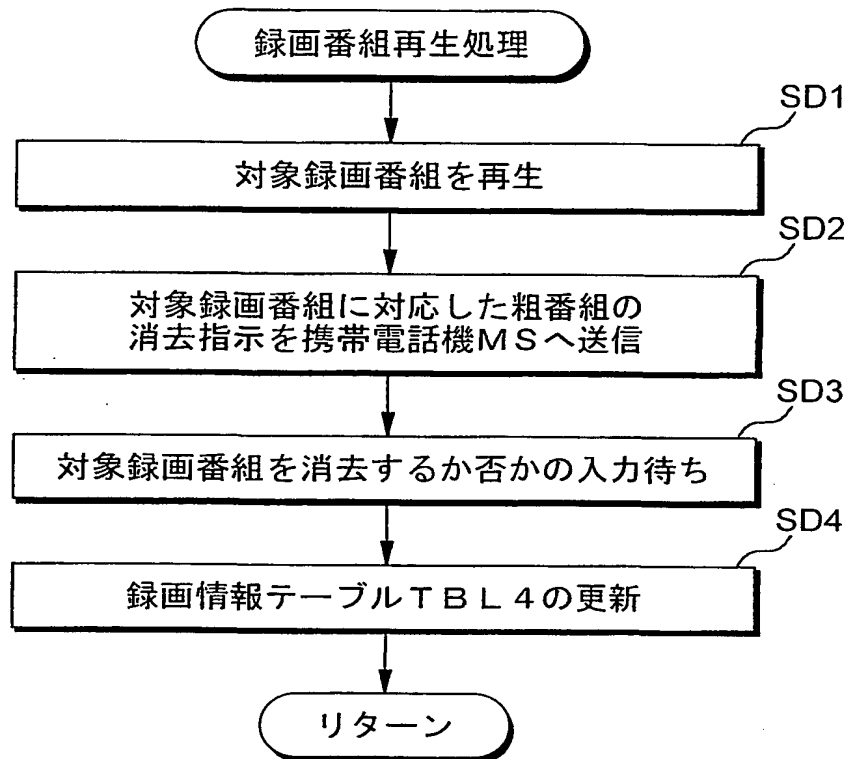 録画番組再生処理
SD1
対象録画番組を再生
SD2
対象録画番組に対応した粗番組の
消去指示を携帯電話機MSへ送信
SD3
対象録画番組を消去するか否かの入力待ち
SD4
録画情報テーブルTBL4の更新
リターン